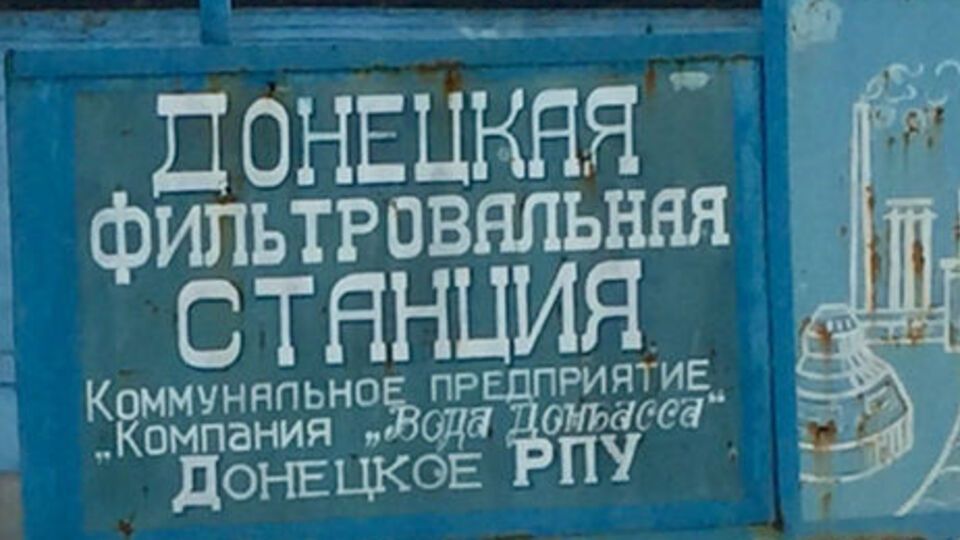 ДОНЕЦКАЯ
ФИЛЬТРОВАЛЬНАЯ
СТАНЦИЯ
КОММУНАЛЬНОЕ ПРЕДПРИЯТИЕ
„КОМПАНИЯ „Вода Донбасса“
ДОНЕЦКОЕ РПУ